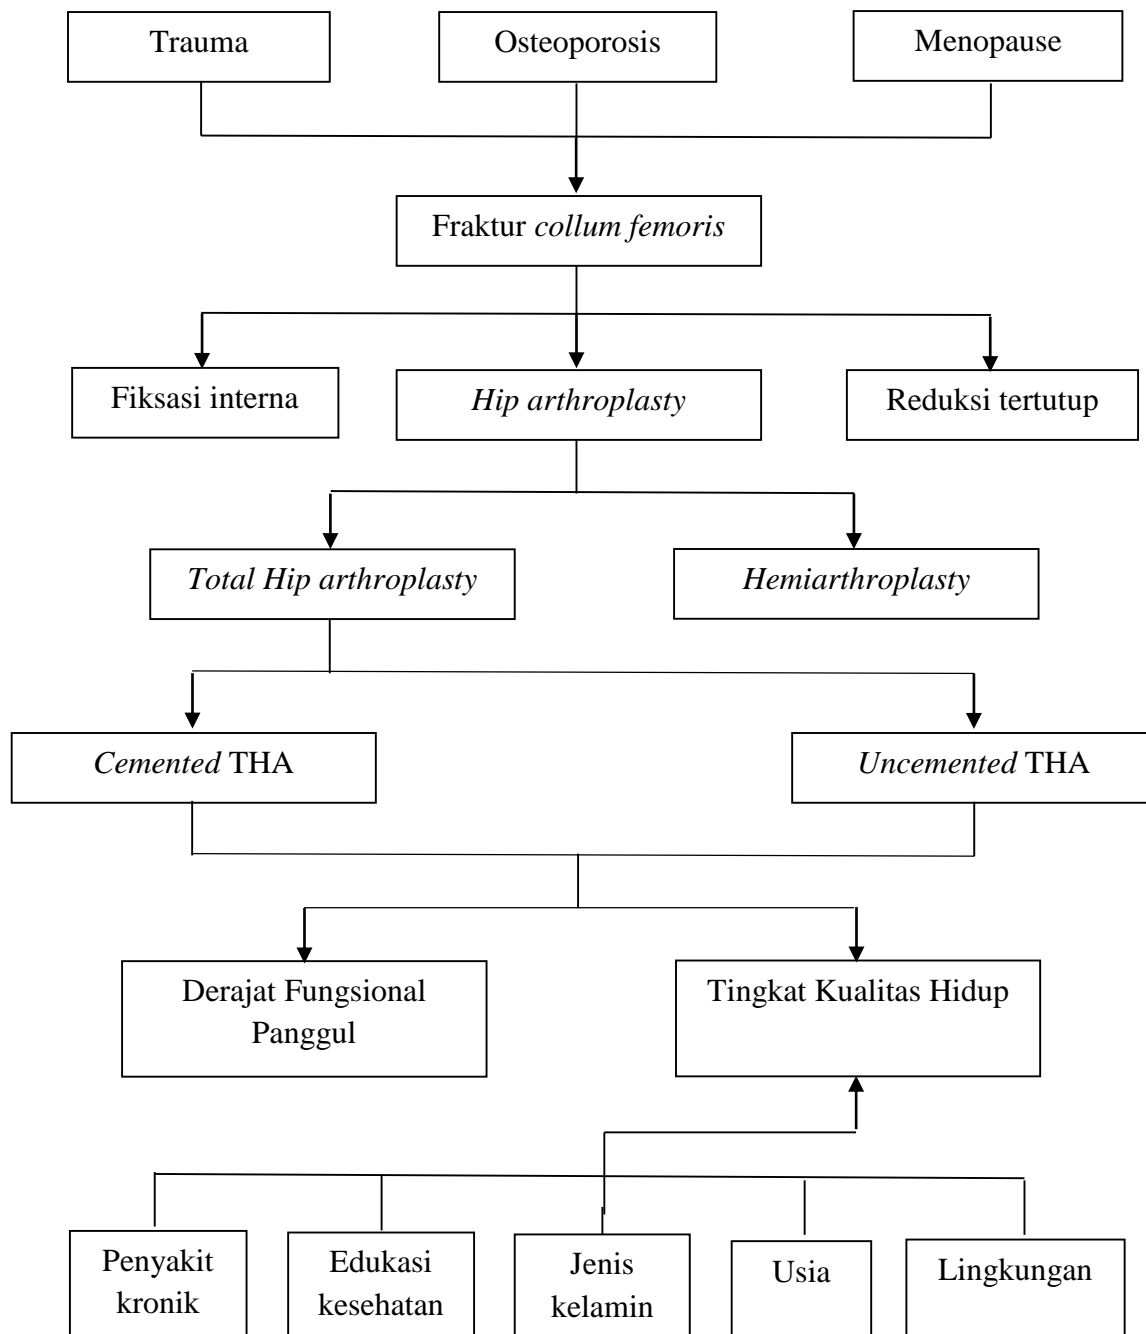 Trauma
Osteoporosis
Menopause
Fraktur collum femoris
Fiksasi interna
Hip arthroplasty
Reduksi tertutup
Total Hip arthroplasty
Hemiarthroplasty
Cemented THA
Uncemented THA
Derajat Fungsional
Panggul
Tingkat Kualitas Hidup
Penyakit
kronik
Edukasi
kesehatan
Jenis
kelamin
Usia
Lingkungan